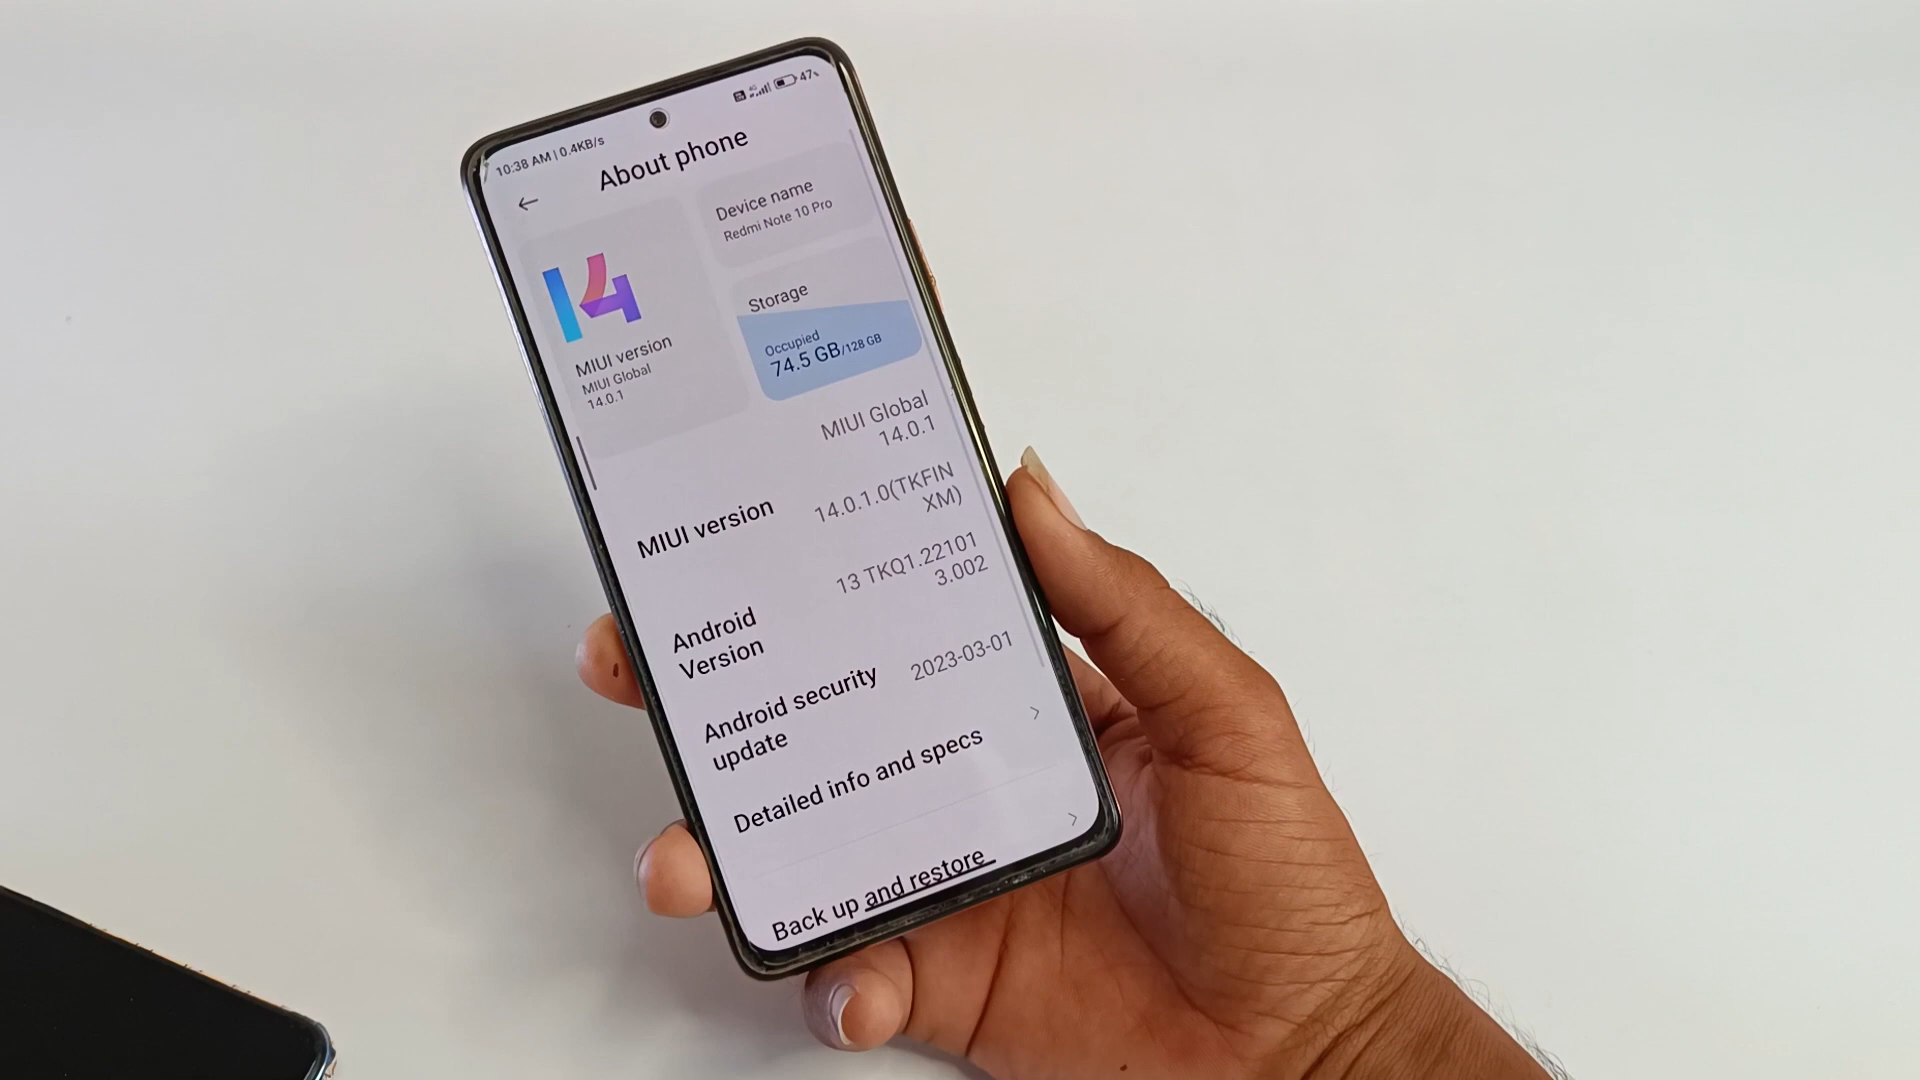 10:38 AM | 0.4KB/s
47%
About phone
14
MIUI version
MIUI Global
14.0.1
Device name
Redmi Note 10 Pro
Storage
Occupied
74.5 GB/128 GB
MIUI Global
14.0.1
MIUI version
14.0.1.0(TKFIN
XM)
Android
Version
13 TKQ1.22101
3.002
Android security
update
2023-03-01
Detailed info and specs
Back up and restore